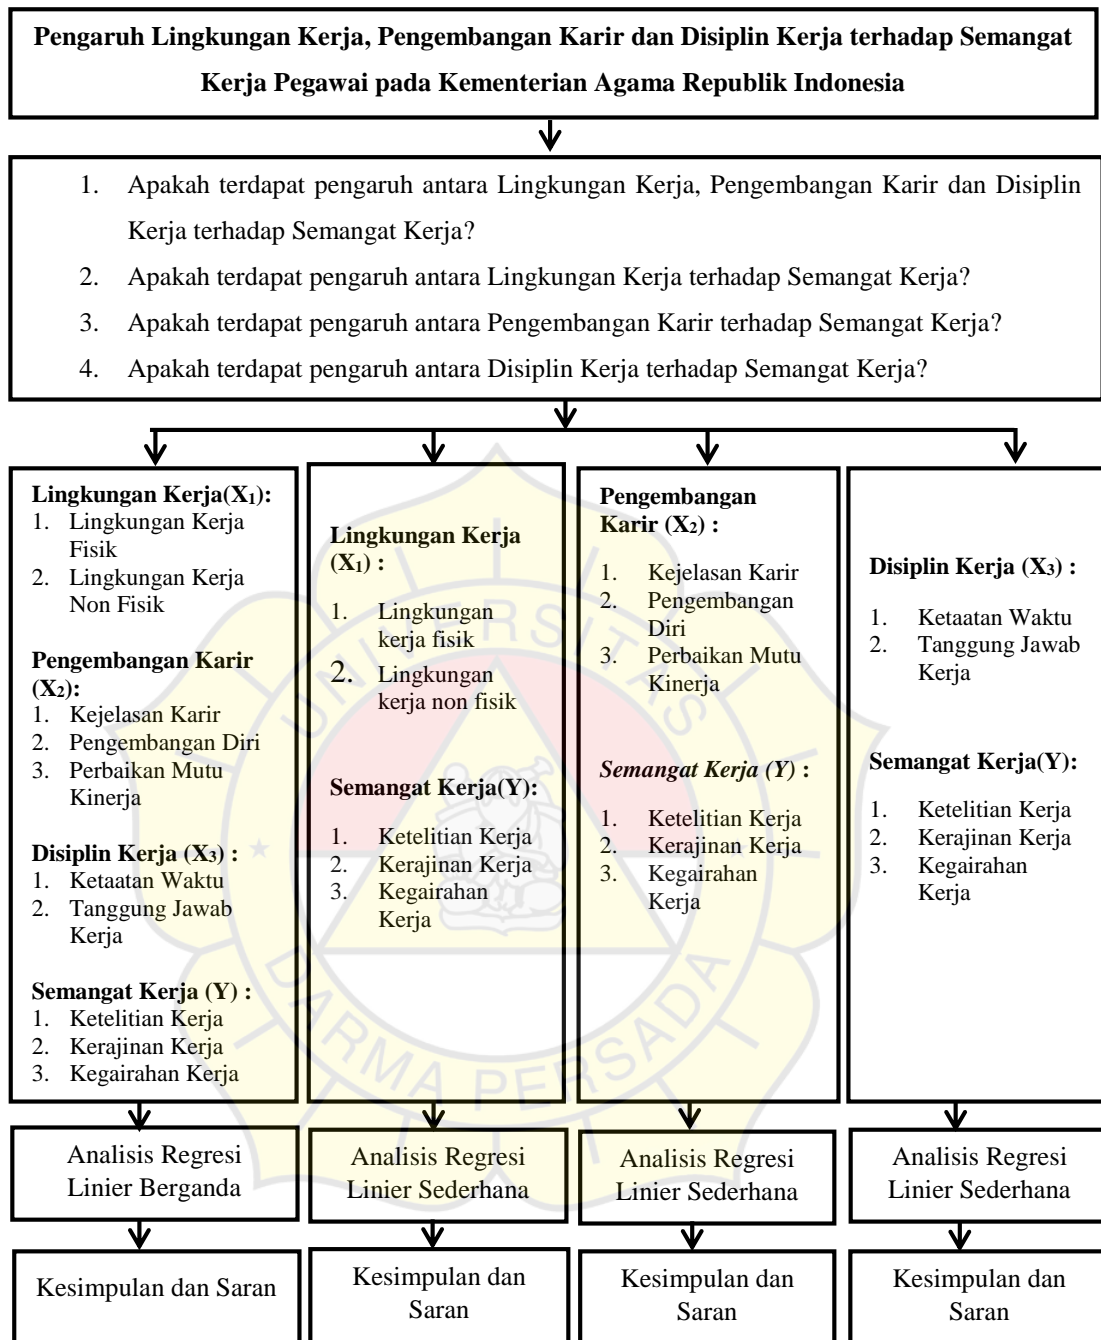 Pengaruh Lingkungan Kerja, Pengembangan Karir dan Disiplin Kerja terhadap Semangat
Kerja Pegawai pada Kementerian Agama Republik Indonesia
1. Apakah terdapat pengaruh antara Lingkungan Kerja, Pengembangan Karir dan Disiplin
Kerja terhadap Semangat Kerja?
2. Apakah terdapat pengaruh antara Lingkungan Kerja terhadap Semangat Kerja?
3. Apakah terdapat pengaruh antara Pengembangan Karir terhadap Semangat Kerja?
4. Apakah terdapat pengaruh antara Disiplin Kerja terhadap Semangat Kerja?
Lingkungan Kerja(X₁):
1. Lingkungan Kerja
Fisik
2. Lingkungan Kerja
Non Fisik
Pengembangan Karir
(X₂):
1. Kejelasan Karir
2. Pengembangan Diri
3. Perbaikan Mutu
Kinerja
Disiplin Kerja (X₃) :
1. Ketaatan Waktu
2. Tanggung Jawab
Kerja
Semangat Kerja (Y) :
1. Ketelitian Kerja
2. Kerajinan Kerja
3. Kegairahan Kerja
Lingkungan Kerja
(X₁) :
1. Lingkungan
kerja fisik
2. Lingkungan
kerja non fisik
Semangat Kerja(Y):
1. Ketelitian Kerja
2. Kerajinan Kerja
3. Kegairahan
Kerja
Pengembangan
Karir (X₂) :
1. Kejelasan Karir
2. Pengembangan
Diri
3. Perbaikan Mutu
Kinerja
Semangat Kerja (Y) :
1. Ketelitian Kerja
2. Kerajinan Kerja
3. Kegairahan
Kerja
Disiplin Kerja (X₃) :
1. Ketaatan Waktu
2. Tanggung Jawab
Kerja
Semangat Kerja(Y):
1. Ketelitian Kerja
2. Kerajinan Kerja
3. Kegairahan
Kerja
Analisis Regresi
Linier Berganda
Analisis Regresi
Linier Sederhana
Analisis Regresi
Linier Sederhana
Analisis Regresi
Linier Sederhana
Kesimpulan dan Saran
Kesimpulan dan
Saran
Kesimpulan dan
Saran
Kesimpulan dan
Saran
UNIVERSITAS
DARMA PERSADA